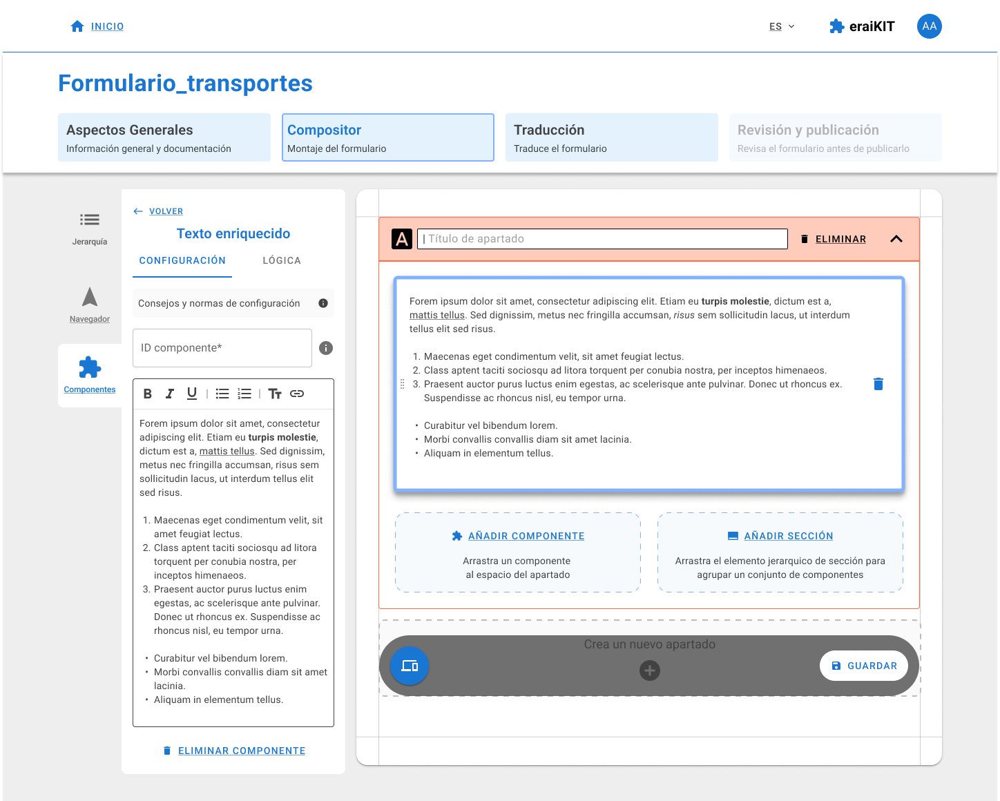 INICIO
ES
eraiKIT
AA
Formulario_transportes
Aspectos Generales
Información general y documentación
Compositor
Montaje del formulario
Traducción
Traduce el formulario
Revisión y publicación
Revisa el formulario antes de publicarlo
Jerarquía
Navegador
Componentes
VOLVER
Texto enriquecido
CONFIGURACIÓN
LÓGICA
Consejos y normas de configuración
ID componente*
B I U Tт
Forem ipsum dolor sit amet, consectetur
adipiscing elit. Etiam eu turpis molestie,
dictum est a, mattis tellus. Sed dignissim,
metus nec fringilla accumsan, risus sem
sollicitudin lacus, ut interdum tellus elit
sed risus.
1. Maecenas eget condimentum velit, sit
amet feugiat lectus.
2. Class aptent taciti sociosqu ad litora
torquent per conubia nostra, per
inceptos himenaeos.
3. Praesent auctor purus luctus enim
egestas, ac scelerisque ante pulvinar.
Donec ut rhoncus ex. Suspendisse ac
rhoncus nisl, eu tempor urna.
• Curabitur vel bibendum lorem.
• Morbi convallis convallis diam sit amet
lacinia.
• Aliquam in elementum tellus.
ELIMINAR COMPONENTE
A
| Título de apartado
ELIMINAR
Forem ipsum dolor sit amet, consectetur adipiscing elit. Etiam eu turpis molestie, dictum est a,
mattis tellus. Sed dignissim, metus nec fringilla accumsan, risus sem sollicitudin lacus, ut interdum
tellus elit sed risus.
1. Maecenas eget condimentum velit, sit amet feugiat lectus.
2. Class aptent taciti sociosqu ad litora torquent per conubia nostra, per inceptos himenaeos.
3. Praesent auctor purus luctus enim egestas, ac scelerisque ante pulvinar. Donec ut rhoncus ex.
Suspendisse ac rhoncus nisl, eu tempor urna.
• Curabitur vel bibendum lorem.
• Morbi convallis convallis diam sit amet lacinia.
• Aliquam in elementum tellus.
AÑADIR COMPONENTE
Arrastra un componente
al espacio del apartado
AÑADIR SECCIÓN
Arrastra el elemento jerarquico de sección para
agrupar un conjunto de componentes
Crea un nuevo apartado
GUARDAR